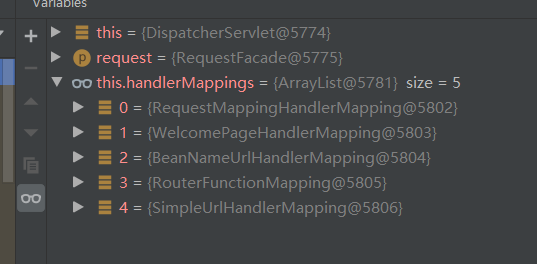 Variables
this = {DispatcherServlet@5774}
p request = {RequestFacade@5775}
this.handlerMappings = {ArrayList@5781} size = 5
0 = {RequestMappingHandlerMapping@5802}
1 = {WelcomePageHandlerMapping@5803}
2 = {BeanNameUrlHandlerMapping@5804}
3 = {RouterFunctionMapping@5805}
4 = {SimpleUrlHandlerMapping@5806}